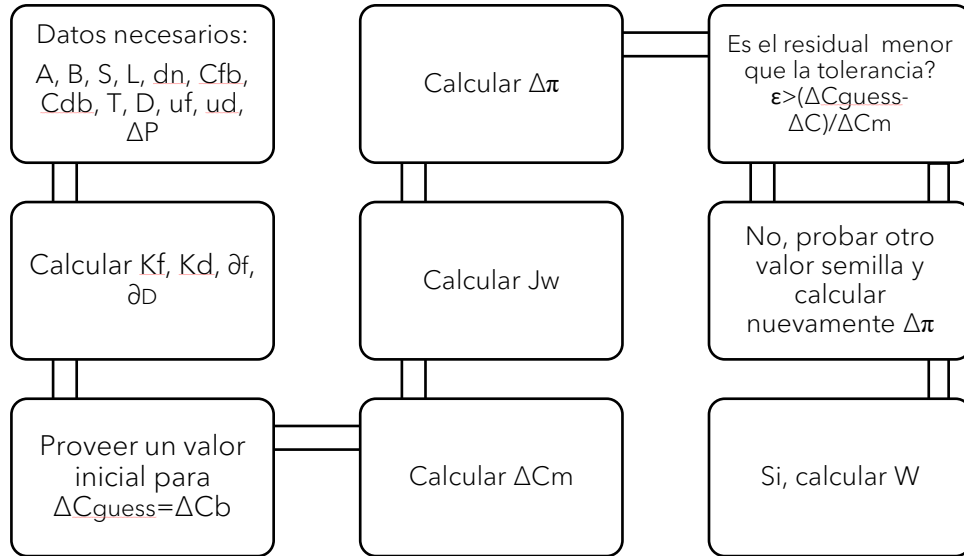 Datos necesarios:
A, B, S, L, dn, Cfb,
Cdb, T, D, uf, ud,
ΔP
Calcular Kf, Kd, ∂f,
∂D
Proveer un valor
inicial para
ΔCguess=ΔCb
Calcular ΔCm
Calcular Jw
Calcular Δπ
Es el residual menor
que la tolerancia?
ε>(ΔCguess-
ΔC)/ΔCm
No, probar otro
valor semilla y
calcular
nuevamente Δπ
Si, calcular W